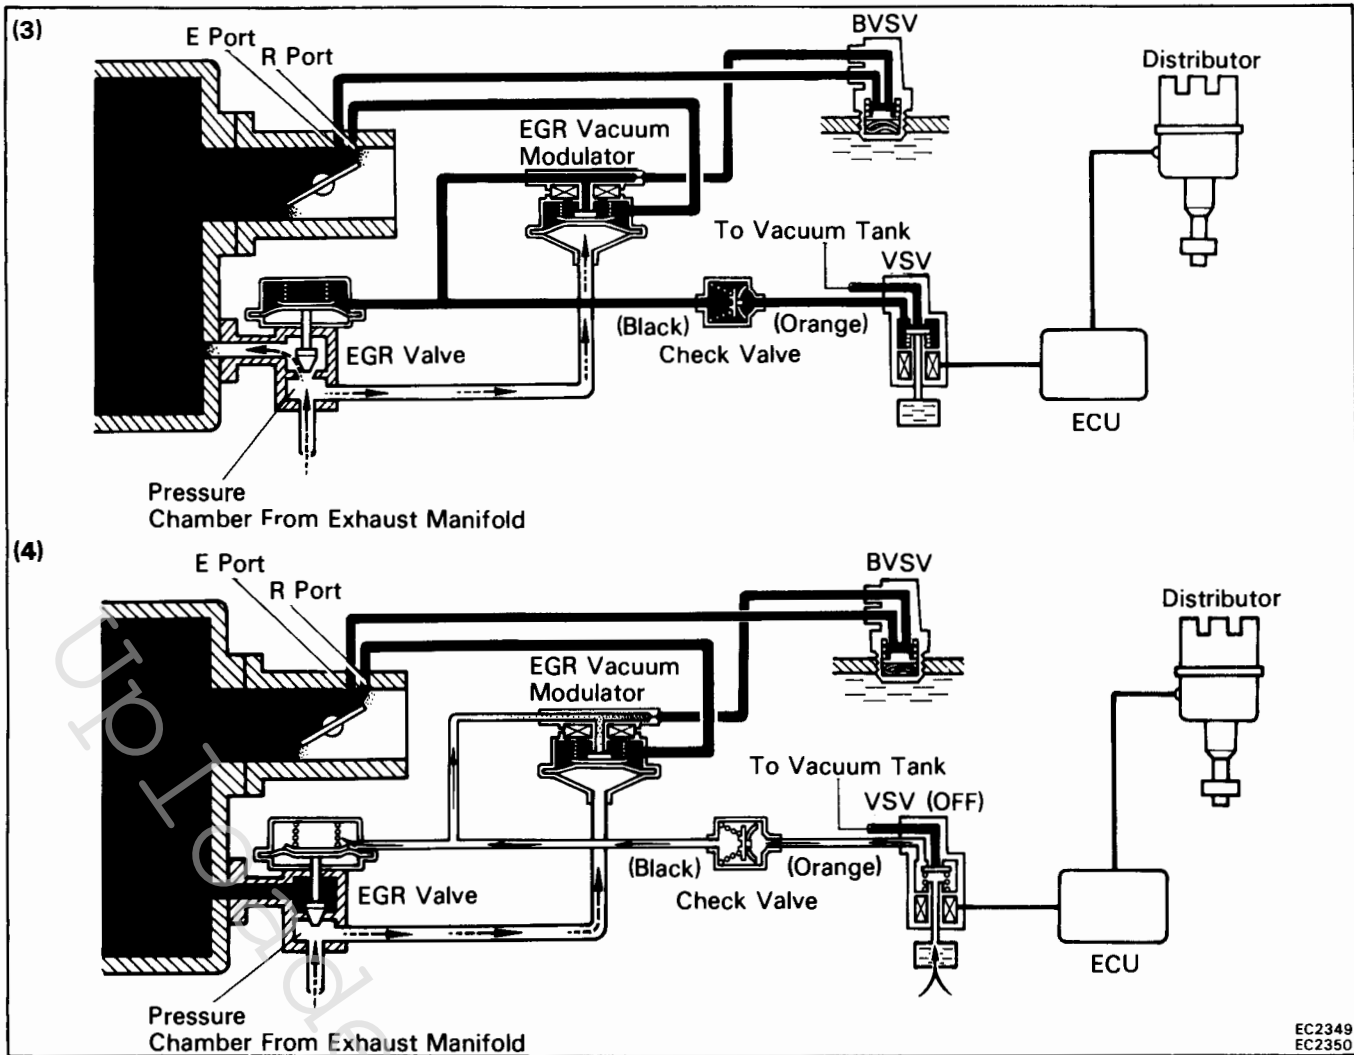 (3)
E Port
R Port
BVSV
Distributor
EGR Vacuum
Modulator
To Vacuum Tank
VSV
(Black)
(Orange)
Check Valve
EGR Valve
ECU
Pressure
Chamber From Exhaust Manifold
(4)
E Port
R Port
BVSV
Distributor
EGR Vacuum
Modulator
To Vacuum Tank
VSV (OFF)
(Black)
(Orange)
Check Valve
EGR Valve
ECU
Pressure
Chamber From Exhaust Manifold
EC2349
EC2350